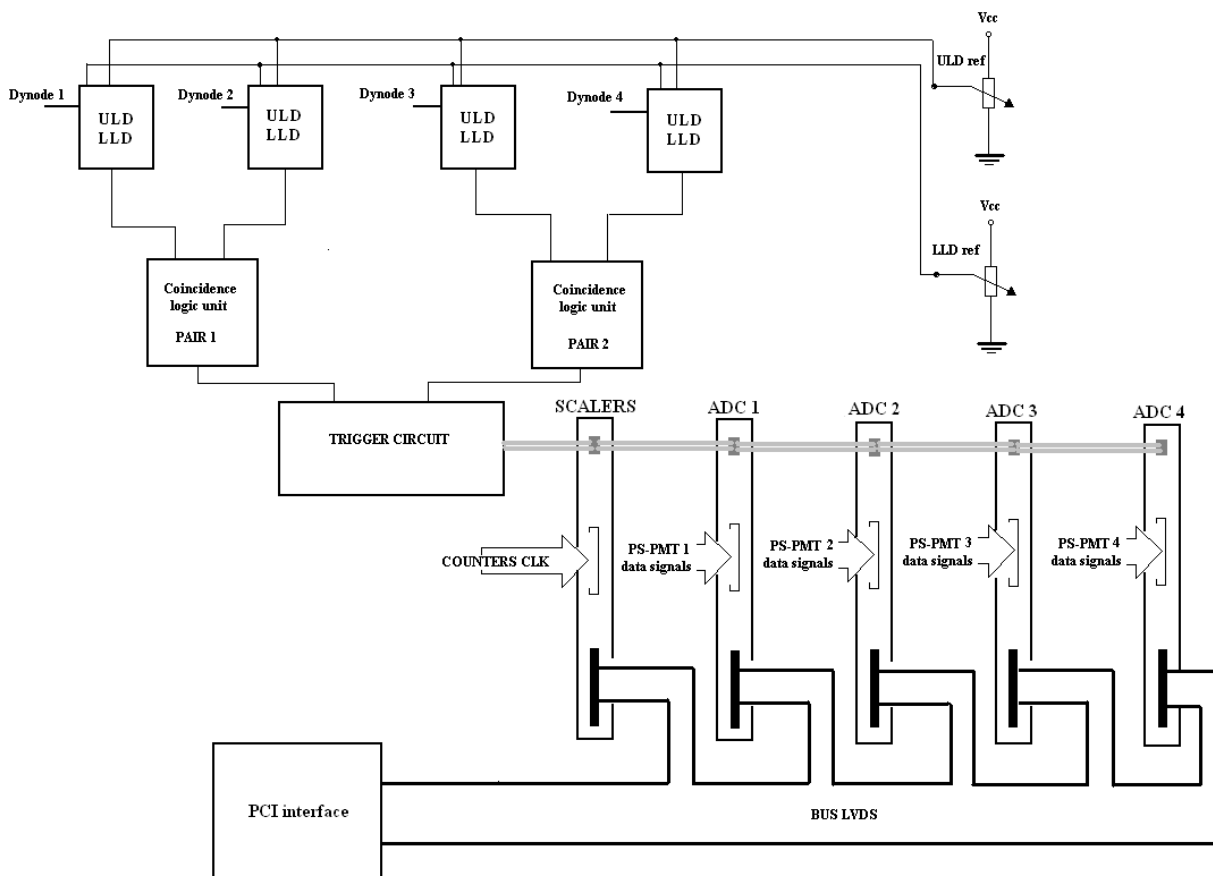 Vcc
ULD ref
Dynode 1
Dynode 2
Dynode 3
Dynode 4
ULD
LLD
ULD
LLD
ULD
LLD
ULD
LLD
Vcc
LLD ref
Coincidence
logic unit
PAIR 1
Coincidence
logic unit
PAIR 2
TRIGGER CIRCUIT
SCALERS
ADC 1
ADC 2
ADC 3
ADC 4
COUNTERS CLK
PS-PMT 1
data signals
PS-PMT 2
data signals
PS-PMT 3
data signals
PS-PMT 4
data signals
PCI interface
BUS LVDS